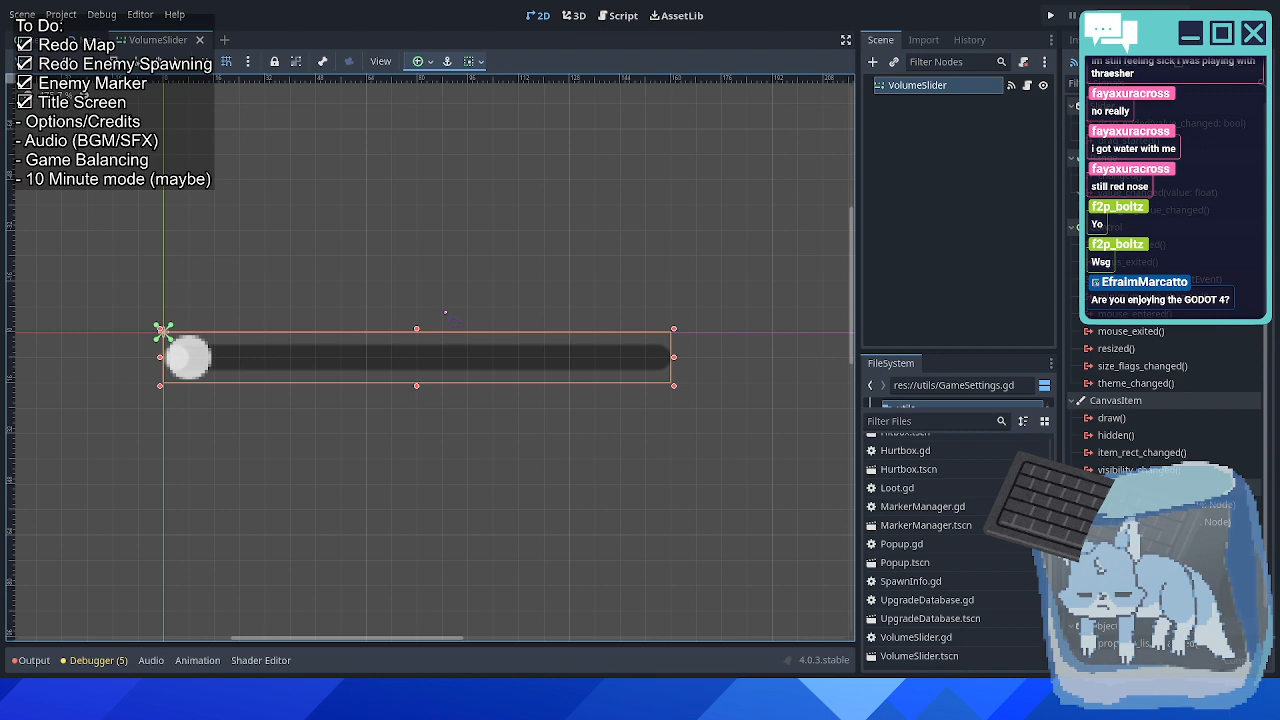 Scene Project Debug Editor Help
2D 3D Script AssetLib
To Do:
Redo Map
Redo Enemy Spawning
Enemy Marker
Title Screen
- Options/Credits
- Audio (BGM/SFX)
- Game Balancing
- 10 Minute mode (maybe)
VolumeSlider
View
Scene Import History
Filter Nodes
VolumeSlider
im still feeling sick i was playing with
thraesher
fayaxuracross
no really
fayaxuracross
i got water with me
fayaxuracross
still red nose
f2p_boltz
Yo
f2p_boltz
Wsg
EfraimMarcatto
Are you enjoying the GODOT 4?
mouse_exited()
resized()
size_flags_changed()
theme_changed()
CanvasItem
draw()
hidden()
item_rect_changed()
visibility_changed()
FileSystem
res://utils/GameSettings.gd
Filter Files
Hitbox.tscn
Hurtbox.gd
Hurtbox.tscn
Loot.gd
MarkerManager.gd
MarkerManager.tscn
Popup.gd
Popup.tscn
SpawnInfo.gd
UpgradeDatabase.gd
UpgradeDatabase.tscn
VolumeSlider.gd
VolumeSlider.tscn
Output Debugger (5) Audio Animation Shader Editor
4.0.3.stable